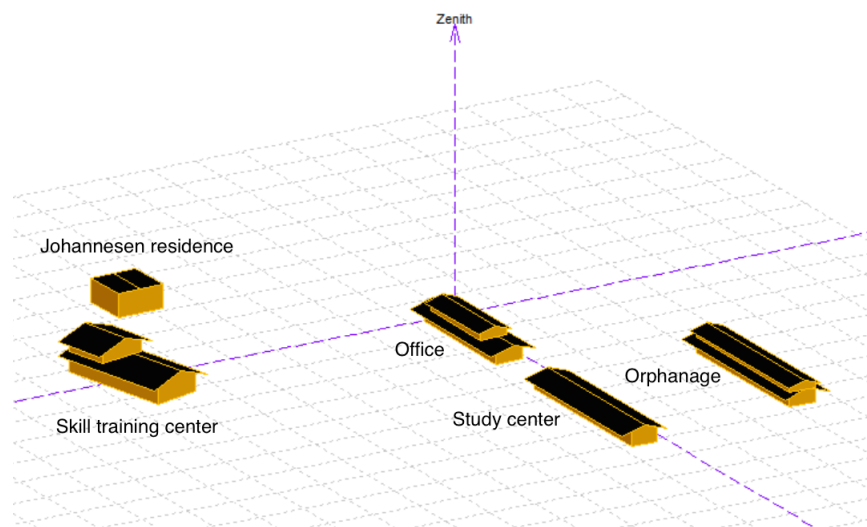 Zenith
Johannesen residence
Office
Orphanage
Study center
Skill training center